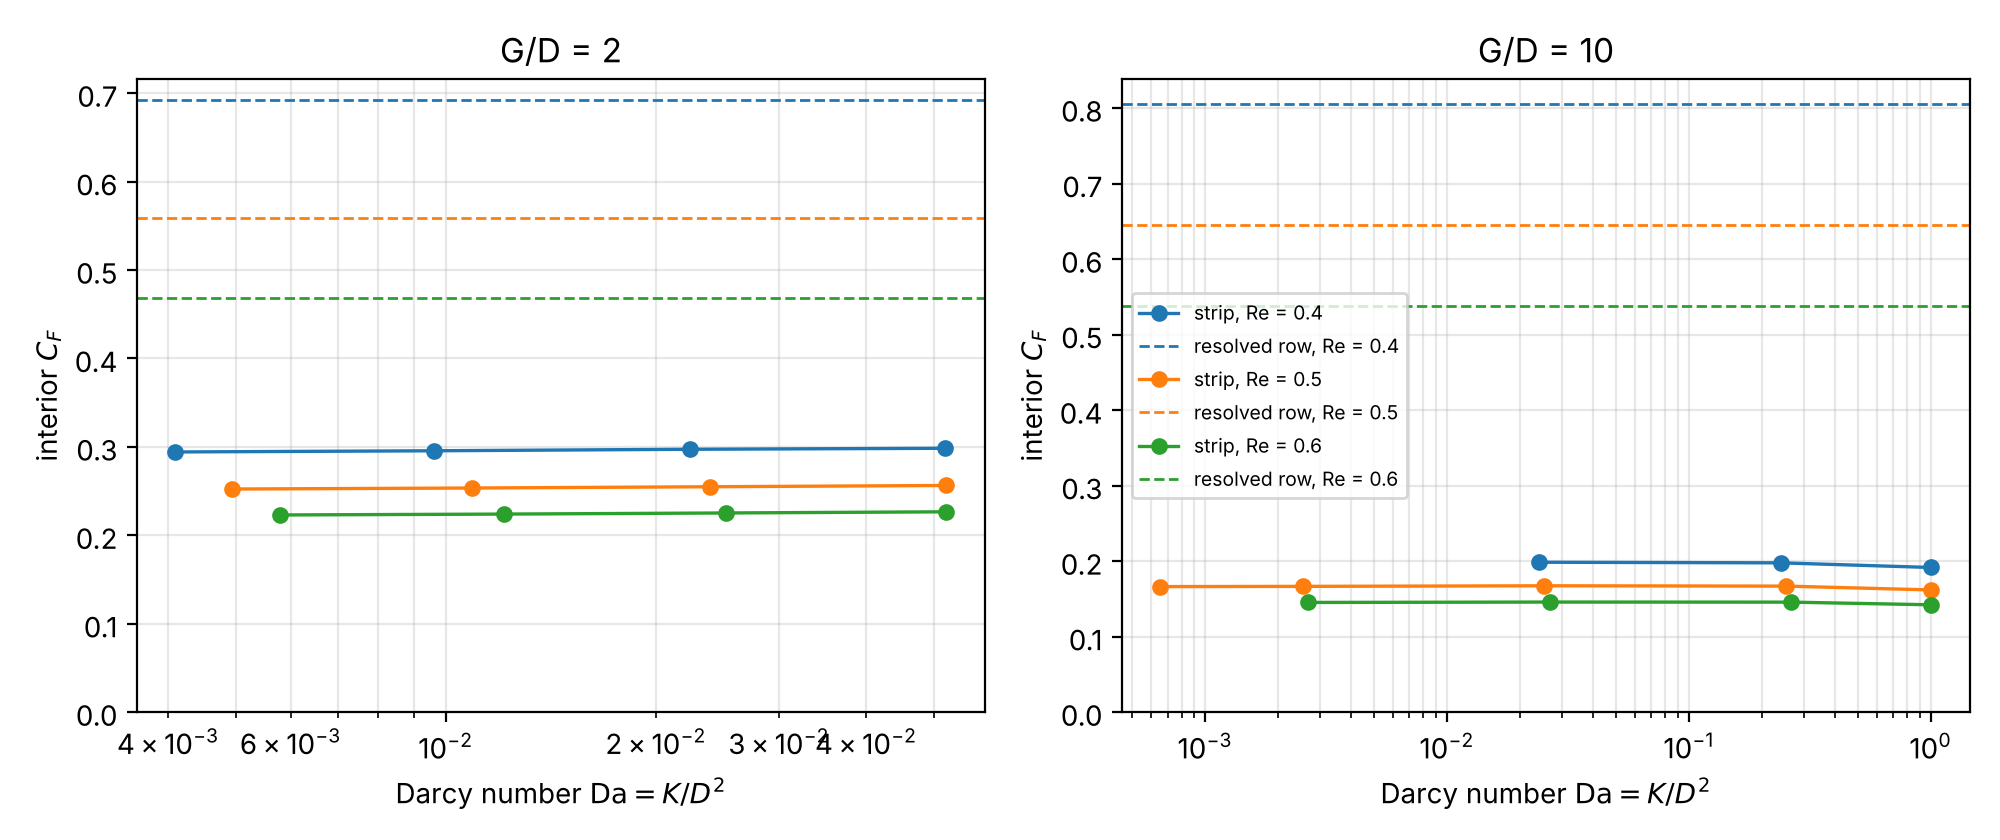 G/D = 2
0.7
0.6
0.5
0.4
0.3
0.2
0.1
0.0
interior C_F
4 × 10⁻³ 6 × 10⁻³ 10⁻² 2 × 10⁻² 3 × 10⁻² 4 × 10⁻²
Darcy number Da = K/D²
G/D = 10
0.8
0.7
0.6
0.5
0.4
0.3
0.2
0.1
0.0
interior C_F
strip, Re = 0.4
resolved row, Re = 0.4
strip, Re = 0.5
resolved row, Re = 0.5
strip, Re = 0.6
resolved row, Re = 0.6
10⁻³ 10⁻² 10⁻¹ 10⁰
Darcy number Da = K/D²